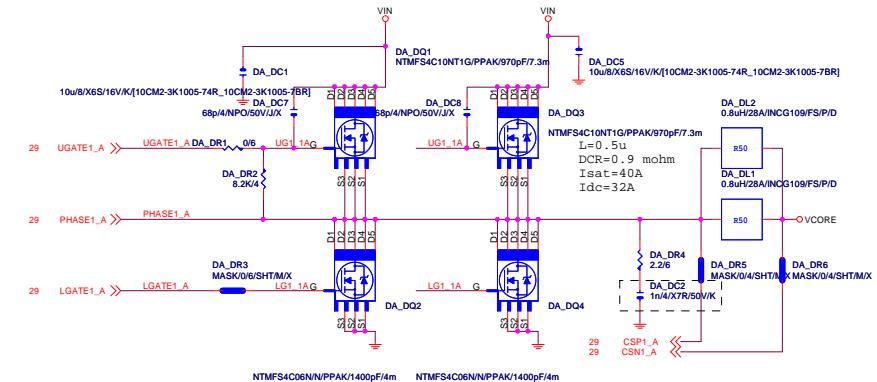 VIN
VIN
DA_DQ1
NTMFS4C10NT1G/PPAK/970pF/7.3m
DA_DC1
10u/8/X6S/16V/K/[10CM2-3K1005-74R_10CM2-3K1005-7BR]
DA_DC5
10u/8/X6S/16V/K/[10CM2-3K1005-74R_10CM2-3K1005-7BR]
DA_DC7
68p/4/NPO/50V/J/X
D1
D2
D3
D4
D5
DA_DC8
68p/4/NPO/50V/J/X
D1
D2
D3
D4
D5
DA_DQ3
NTMFS4C10NT1G/PPAK/970pF/7.3m
DA_DL2
0.8uH/28A/INCG109/FS/P/D
29 UGATE1_A
UGATE1_A
DA_DR1
0/6
UG1_1A
G
UG1_1A
G
L=0.5u
DCR=0.9 mohm
Isat=40A
Idc=32A
R50
DA_DR2
8.2K/4
S3
S2
S1
S3
S2
S1
DA_DL1
0.8uH/28A/INCG109/FS/P/D
29 PHASE1_A
PHASE1_A
R50
VCORE
D1
D2
D3
D4
D5
D1
D2
D3
D4
D5
DA_DR3
MASK/0/6/SHT/M/X
DA_DR4
2.2/6
DA_DR5
MASK/0/4/SHT/M/X
DA_DR6
MASK/0/4/SHT/M/X
29 LGATE1_A
LGATE1_A
LG1_1A
G
LG1_1A
G
DA_DC2
1n/4/X7R/50V/K
DA_DQ2
DA_DQ4
S3
S2
S1
S3
S2
S1
29 CSP1_A
29 CSN1_A
NTMFS4C06N/N/PPAK/1400pF/4m
NTMFS4C06N/N/PPAK/1400pF/4m